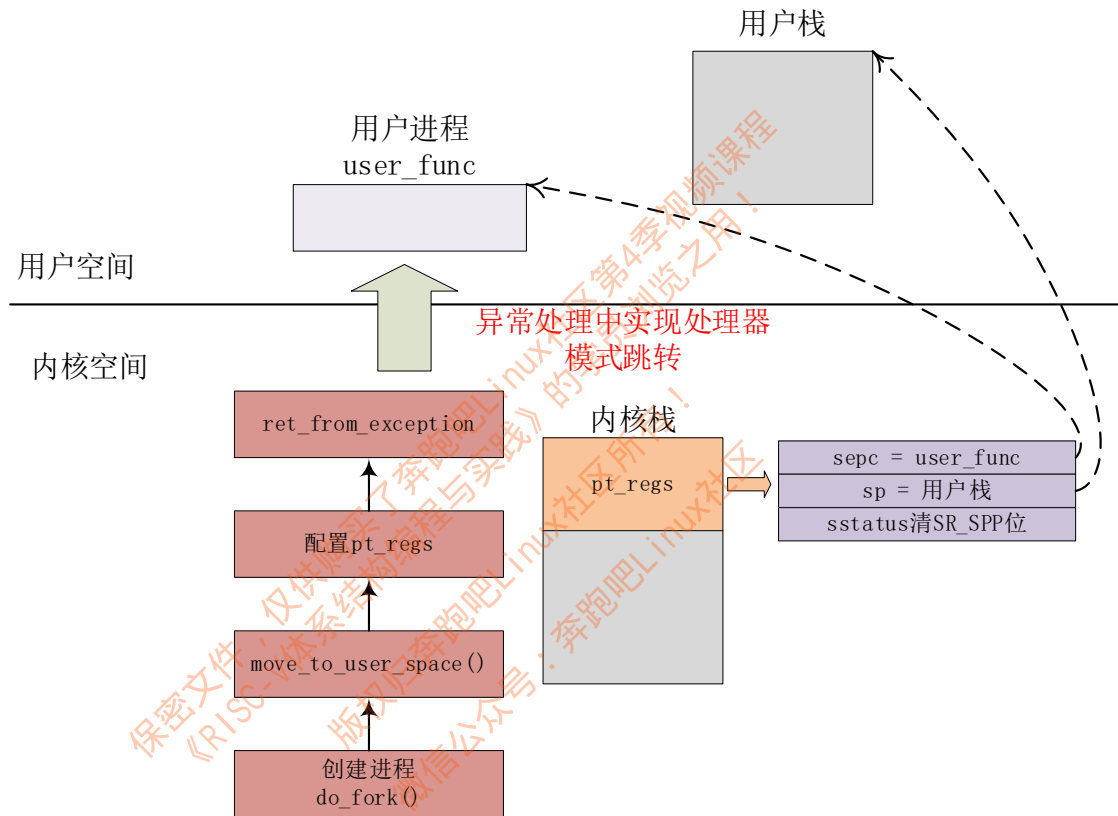 用户栈
用户进程
user_func
用户空间
异常处理中实现处理器
模式跳转
内核空间
ret_from_exception
内核栈
pt_regs
sepc = user_func
sp = 用户栈
sstatus清SR_SPP位
配置pt_regs
move_to_user_space()
创建进程
do_fork()
保密文件，仅供购买了奔跑吧Linux社区第4季视频课程
《RISC-V体系结构编程与实践》的学员浏览之用！
版权归奔跑吧Linux社区所有！
微信公众号：奔跑吧Linux社区